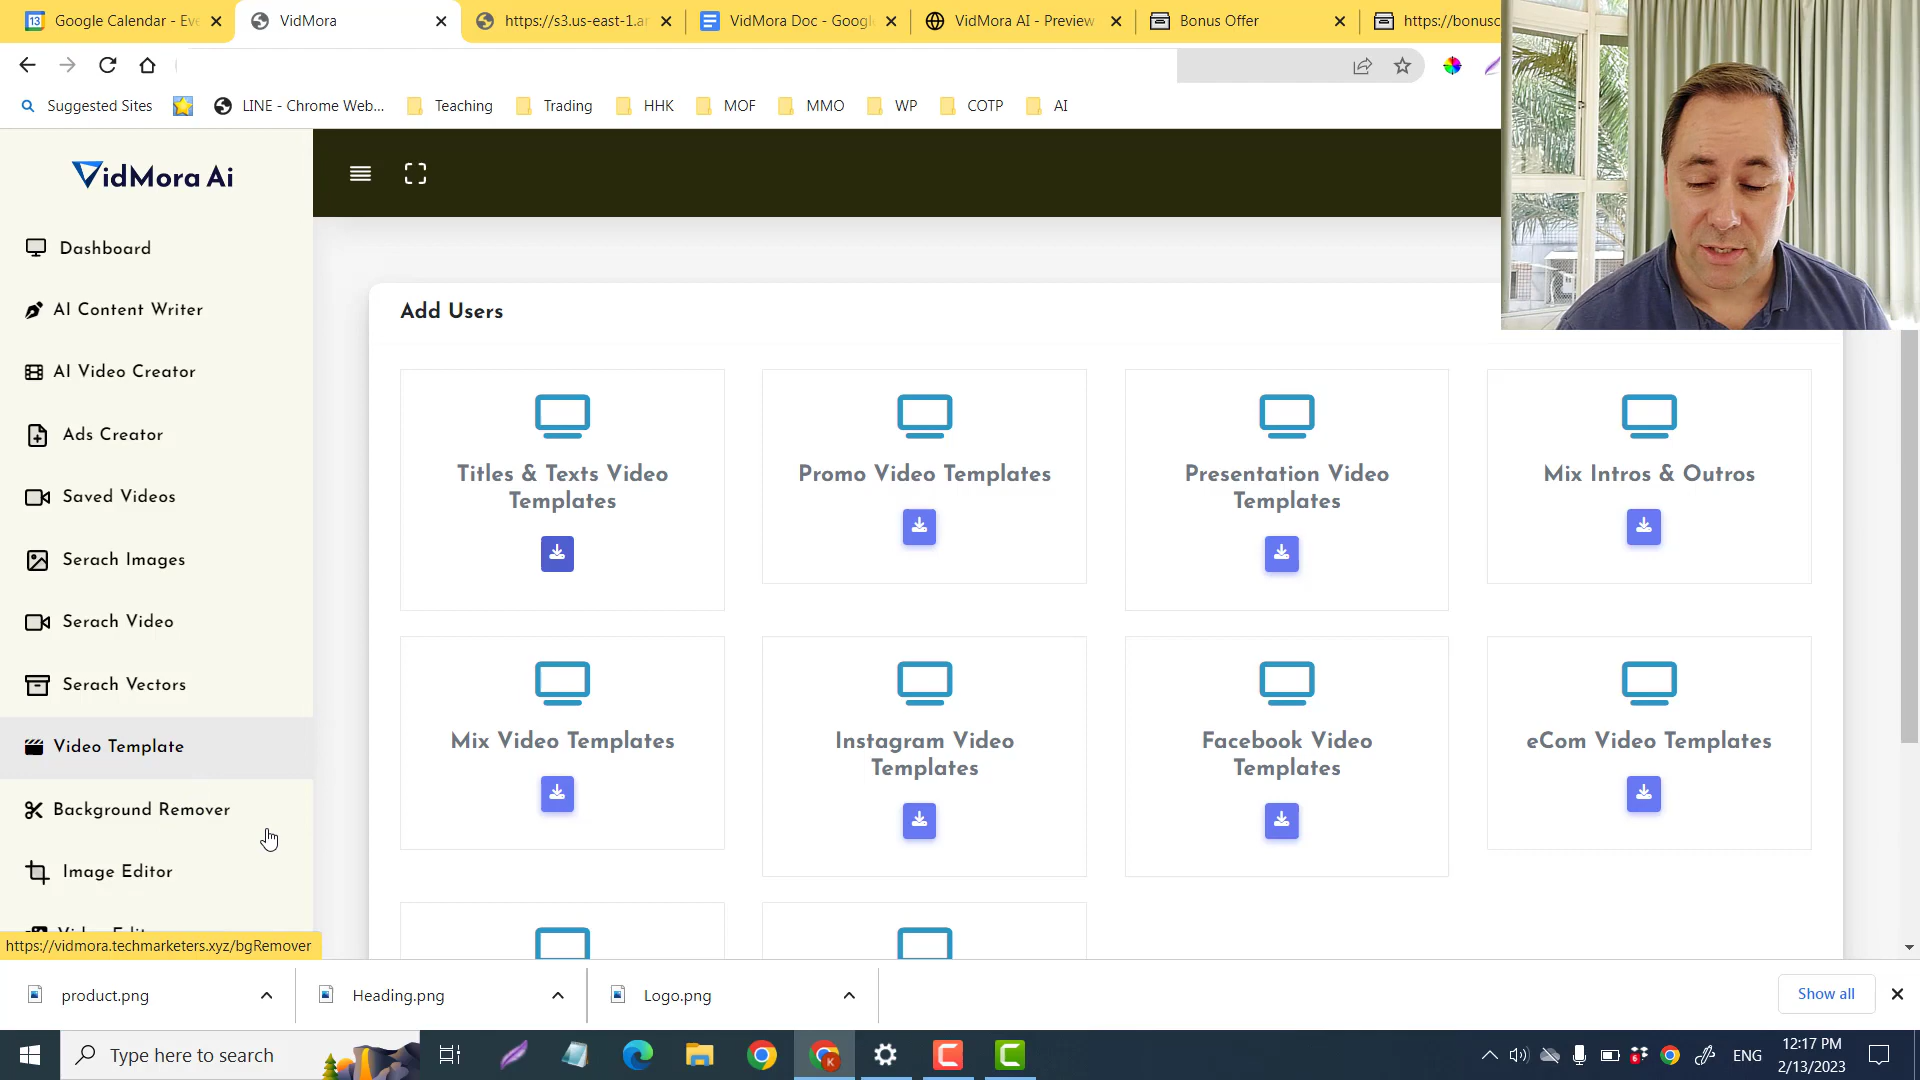 Google Calendar - Eve
VidMora
https://s3.us-east-1.am
VidMora Doc - Google
VidMora AI - Preview
Bonus Offer
https://bonusc
Suggested Sites
LINE - Chrome Web...
Teaching
Trading
HHK
MOF
MMO
WP
COTP
AI
VidMora Ai
Dashboard
AI Content Writer
AI Video Creator
Ads Creator
Saved Videos
Serach Images
Serach Video
Serach Vectors
Video Template
Background Remover
Image Editor
https://vidmora.techmarketers.xyz/bgRemover
Add Users
Titles & Texts Video
Templates
Promo Video Templates
Presentation Video
Templates
Mix Intros & Outros
Mix Video Templates
Instagram Video
Templates
Facebook Video
Templates
eCom Video Templates
product.png
Heading.png
Logo.png
Show all
Type here to search
ENG
12:17 PM
2/13/2023